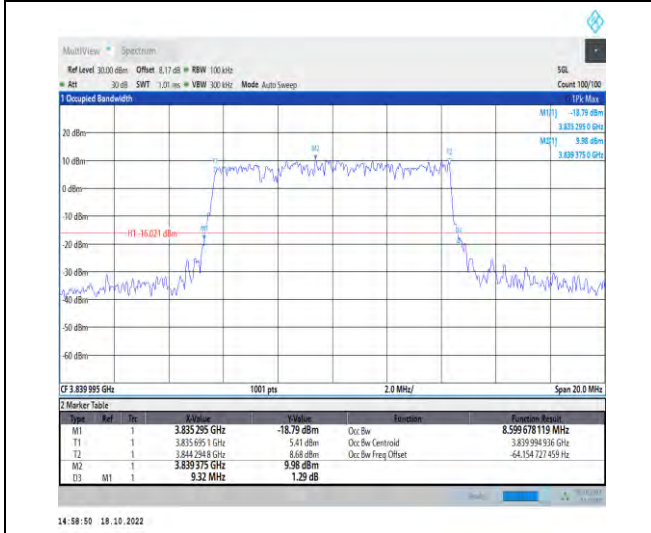 MultiView Spectrum
Ref Level 30.00 dBm Offset 8.17 dB RBW 100 kHz SGL
Att 30 dB SWT 1.01 ms VBW 300 kHz Mode Auto Sweep Count 100/100
1 Occupied Bandwidth 1Pk Max
M1[1] -18.79 dBm
3.835 295 0 GHz
M2[1] 9.98 dBm
3.839 375 0 GHz
20 dBm
10 dBm
0 dBm
-10 dBm
H1 -16.021 dBm
-20 dBm
-30 dBm
-40 dBm
-50 dBm
-60 dBm
T1
M2
T2
M1
D3
CF 3.839 995 GHz 1001 pts 2.0 MHz/ Span 20.0 MHz
2 Marker Table
Type Ref Trc X-Value Y-Value Function Function Result
M1 1 3.835 295 GHz -18.79 dBm Occ Bw 8.599 678 119 MHz
T1 1 3.835 695 1 GHz 5.41 dBm Occ Bw Centroid 3.839 994 936 GHz
T2 1 3.844 294 8 GHz 8.68 dBm Occ Bw Freq Offset -64.154 727 459 Hz
M2 1 3.839 375 GHz 9.98 dBm
D3 M1 1 9.32 MHz 1.29 dB
14:58:50 18.10.2022